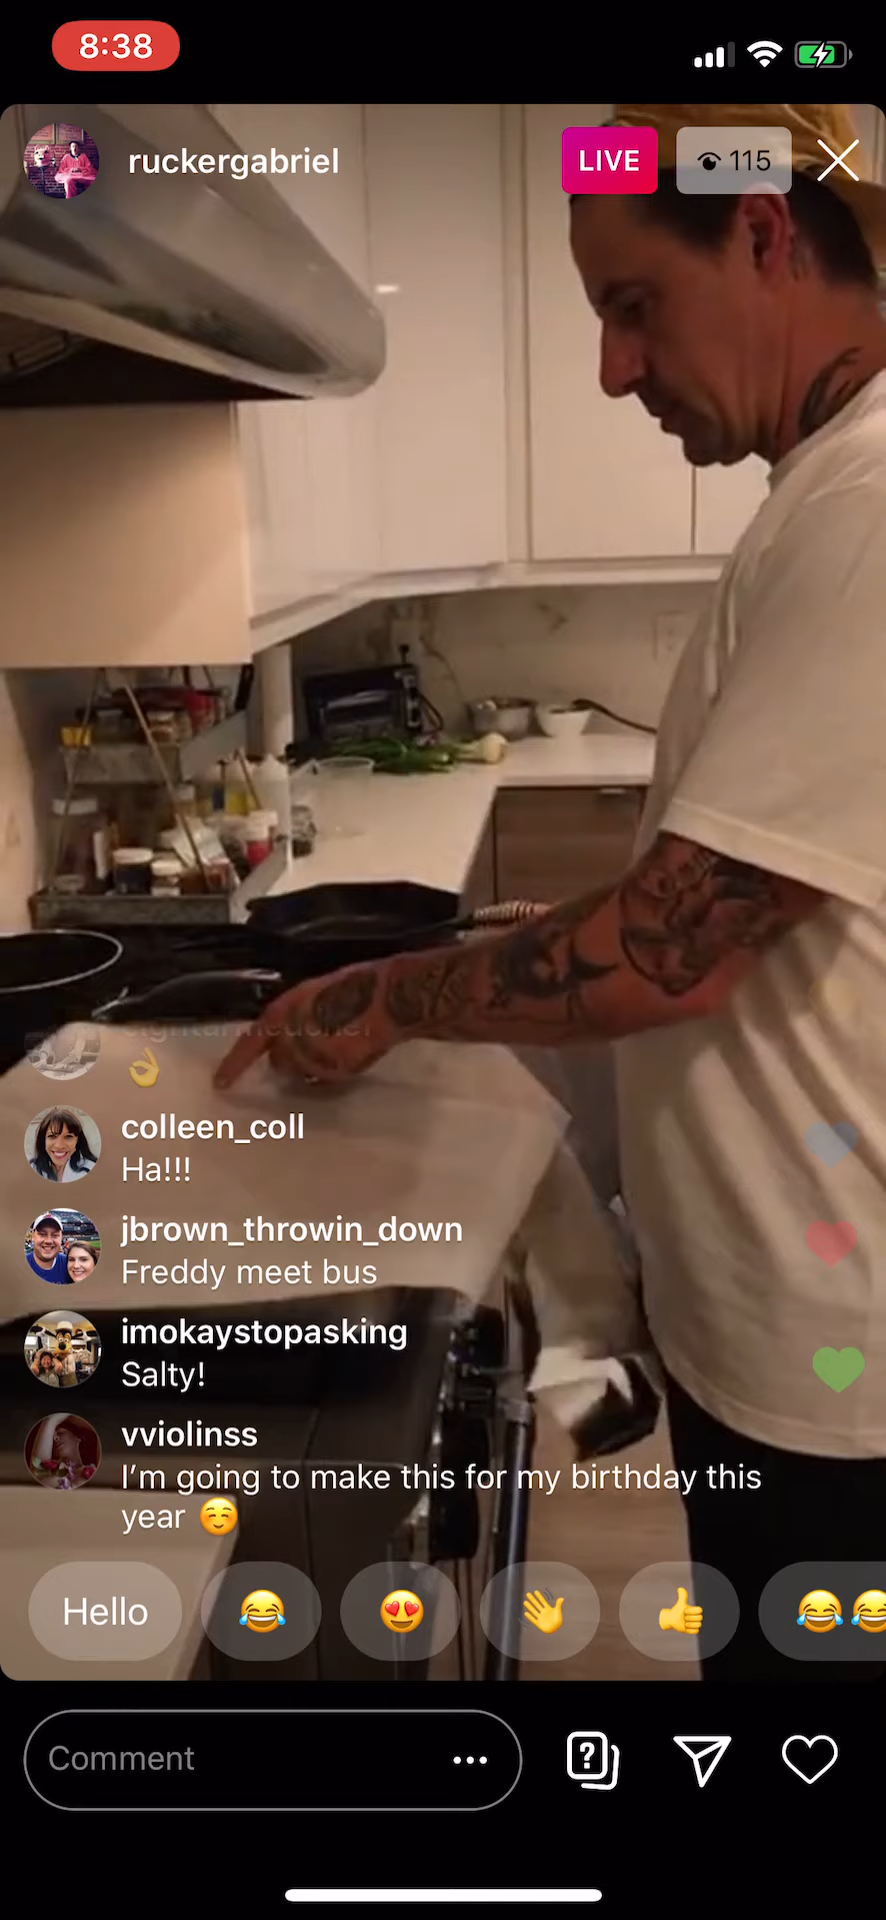 8:38
ruckergabriel
LIVE
115
eightarmedchef
👌
colleen_coll
Ha!!!
jbrown_throwin_down
Freddy meet bus
imokaystopasking
Salty!
vviolinss
I’m going to make this for my birthday this
year ☺️
Hello
😂 😍 👋 👍 😂😂
Comment